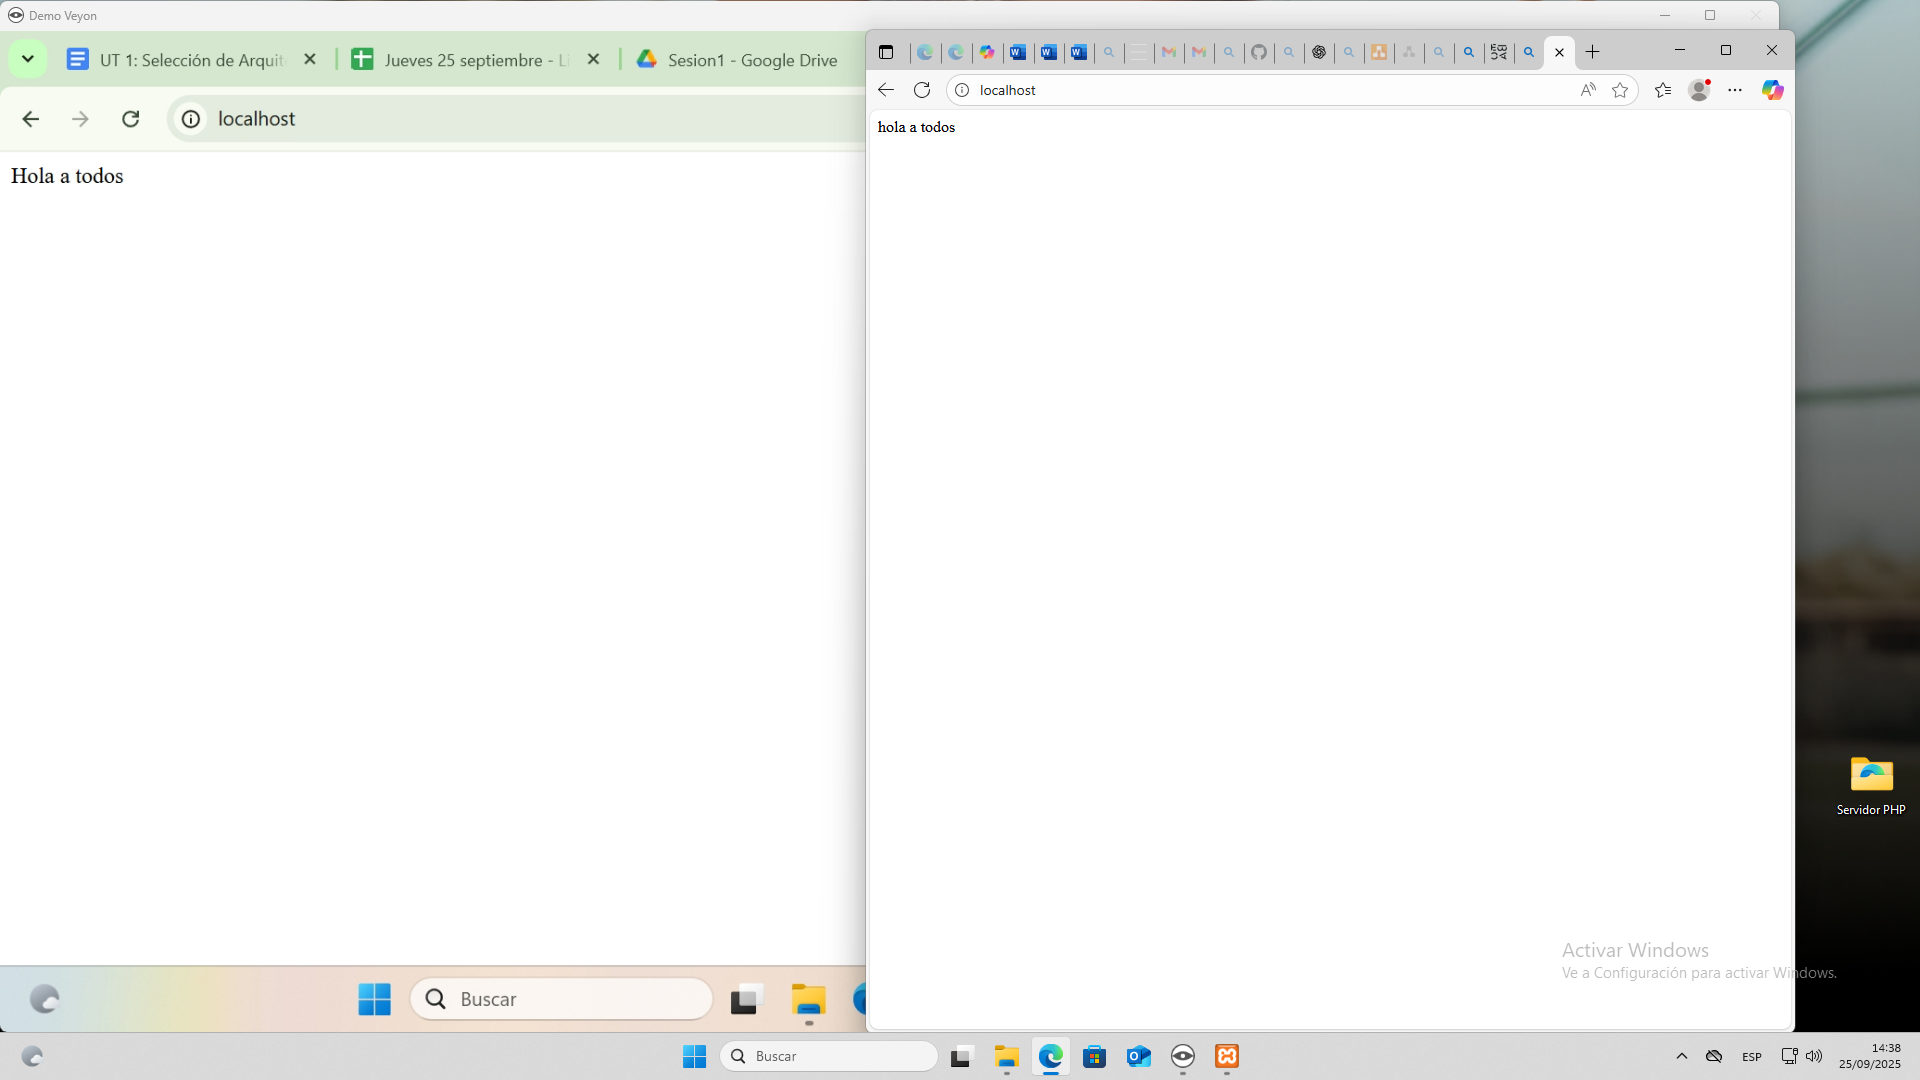 Demo Veyon
UT 1: Selección de Arquit
Jueves 25 septiembre - Li
Sesion1 - Google Drive
localhost
Hola a todos
localhost
hola a todos
Servidor PHP
Activar Windows
Ve a Configuración para activar Windows.
Buscar
Buscar
ESP
14:38
25/09/2025